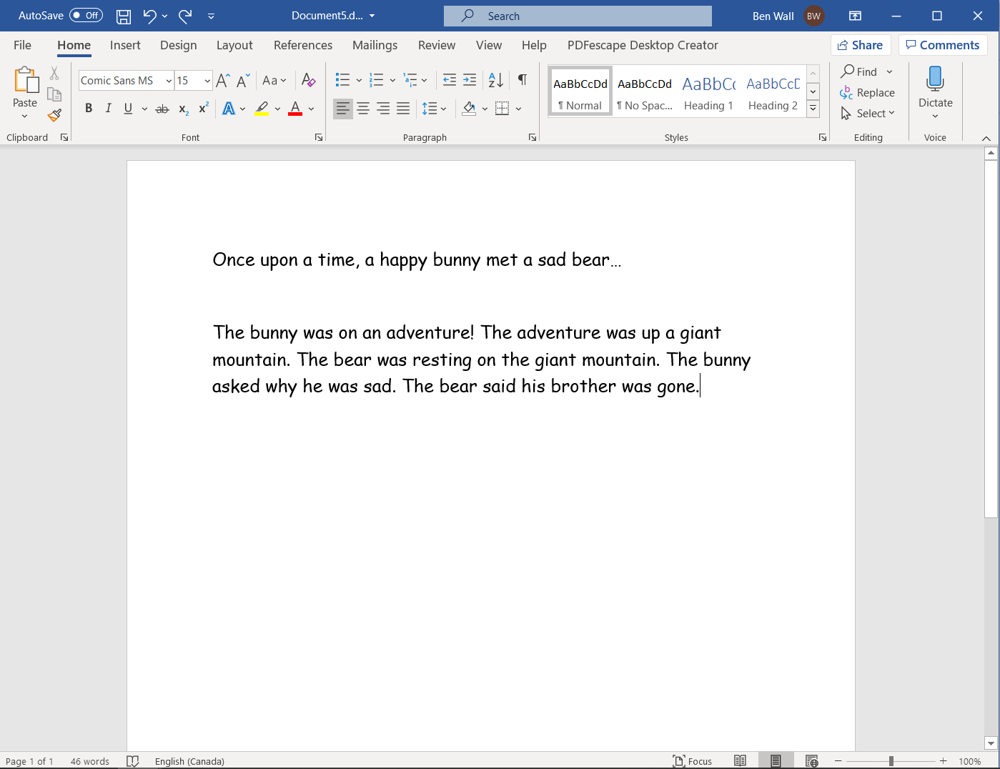 AutoSave Off Document5.d... Search Ben Wall BW
File Home Insert Design Layout References Mailings Review View Help PDFescape Desktop Creator Share Comments
Paste
Clipboard
Comic Sans MS 15 A A Aa A
B I U ab x2 x2 A A
Font
Paragraph
AaBbCcDd AaBbCcDd AaBbCc AaBbCcD
¶ Normal ¶ No Spac... Heading 1 Heading 2
Styles
Find
Replace
Select
Editing
Dictate
Voice
Once upon a time, a happy bunny met a sad bear…
The bunny was on an adventure! The adventure was up a giant
mountain. The bear was resting on the giant mountain. The bunny
asked why he was sad. The bear said his brother was gone.
Page 1 of 1 46 words English (Canada) Focus 100%